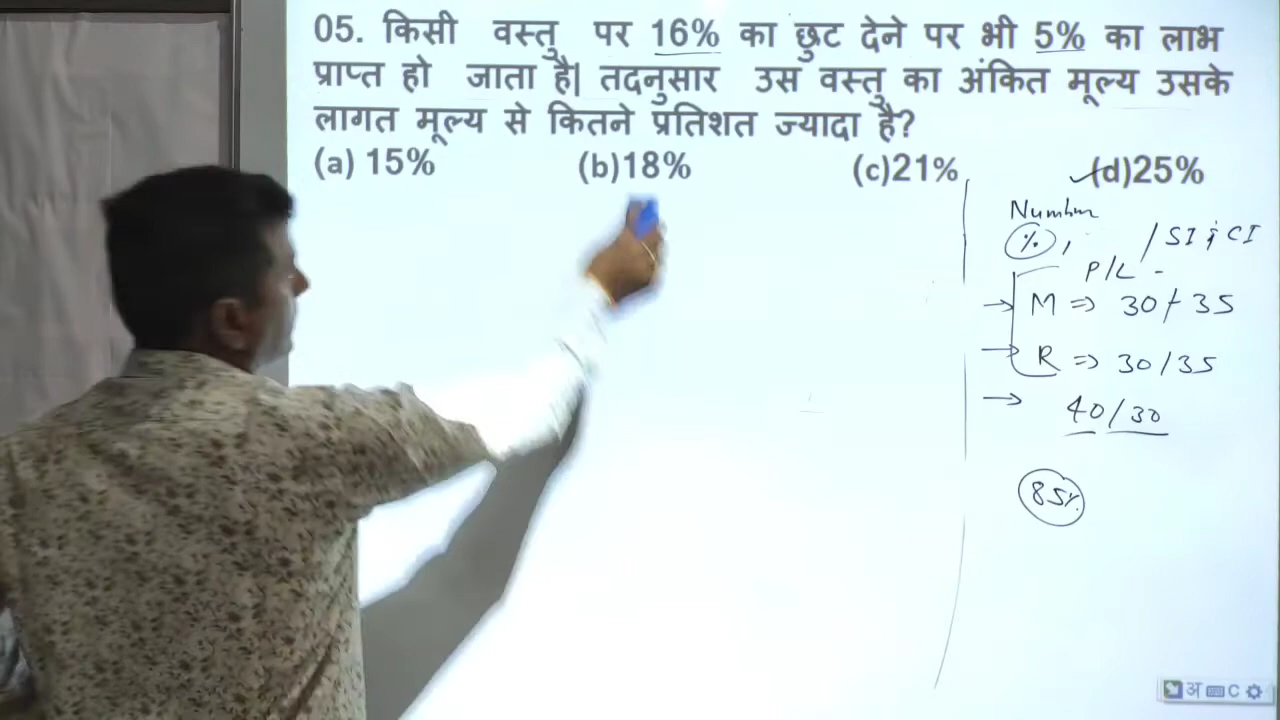 05. किसी वस्तु पर 16% का छुट देने पर भी 5% का लाभ
प्राप्त हो जाता है| तदनुसार उस वस्तु का अंकित मूल्य उसके
लागत मूल्य से कितने प्रतिशत ज्यादा है?
(a) 15% (b)18% (c)21% (d)25%
Number
%, / SI & CI
P/L -
→ M ⇒ 30/35
→ R ⇒ 30/35
→ 40/30
85%
अ C